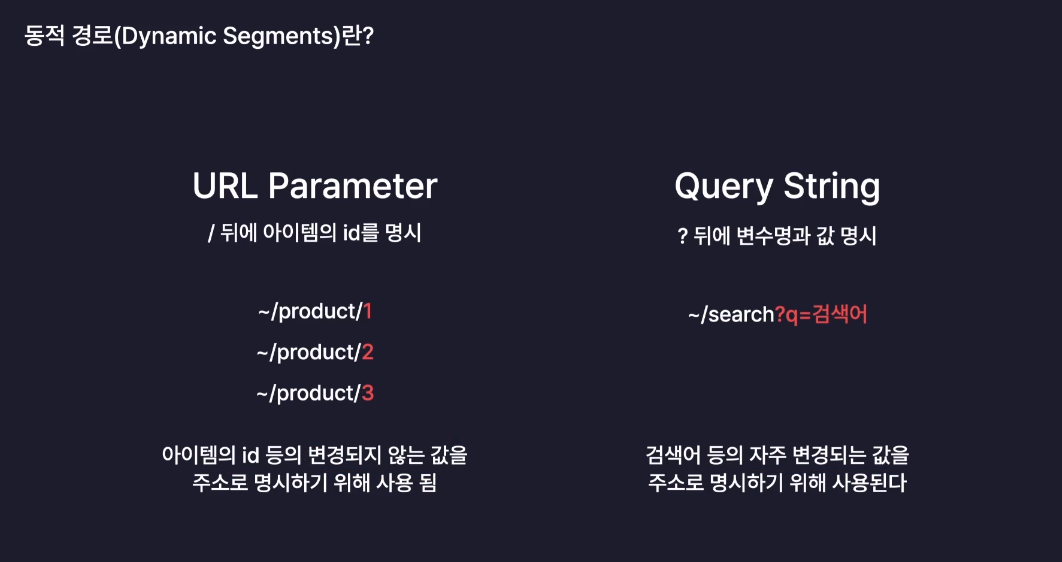 동적 경로(Dynamic Segments)란?
URL Parameter
/ 뒤에 아이템의 id를 명시
~/product/1
~/product/2
~/product/3
아이템의 id 등의 변경되지 않는 값을
주소로 명시하기 위해 사용 됨
Query String
? 뒤에 변수명과 값 명시
~/search?q=검색어
검색어 등의 자주 변경되는 값을
주소로 명시하기 위해 사용된다